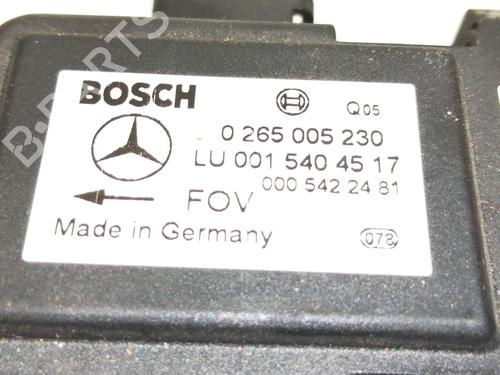 B-PARTS
BOSCH
Q05
0 265 005 230
LU 001 540 45 17
000 542 24 81
FOV
Made in Germany
078